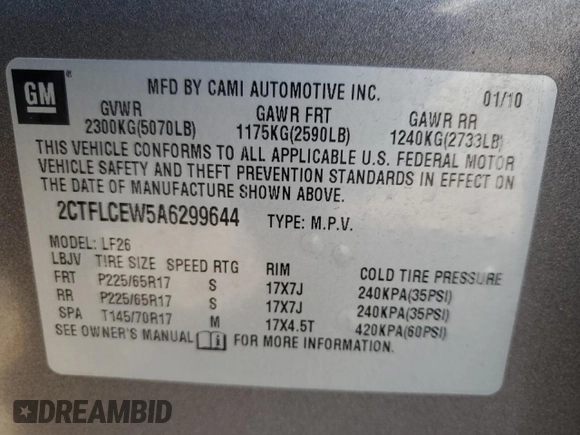 GM
MFD BY CAMI AUTOMOTIVE INC. 01/10
GVWR GAWR FRT GAWR RR
2300KG(5070LB) 1175KG(2590LB) 1240KG(2733LB)
THIS VEHICLE CONFORMS TO ALL APPLICABLE U.S. FEDERAL MOTOR
VEHICLE SAFETY AND THEFT PREVENTION STANDARDS IN EFFECT ON
THE DATE OF MANUFACTURE SHOWN ABOVE.
2CTFLCEW5A6299644 TYPE: M.P.V.
MODEL: LF26
LBJV TIRE SIZE SPEED RTG RIM COLD TIRE PRESSURE
FRT P225/65R17 S 17X7J 240KPA(35PSI)
RR P225/65R17 S 17X7J 240KPA(35PSI)
SPA T145/70R17 M 17X4.5T 420KPA(60PSI)
SEE OWNER'S MANUAL FOR MORE INFORMATION.
DREAMBID